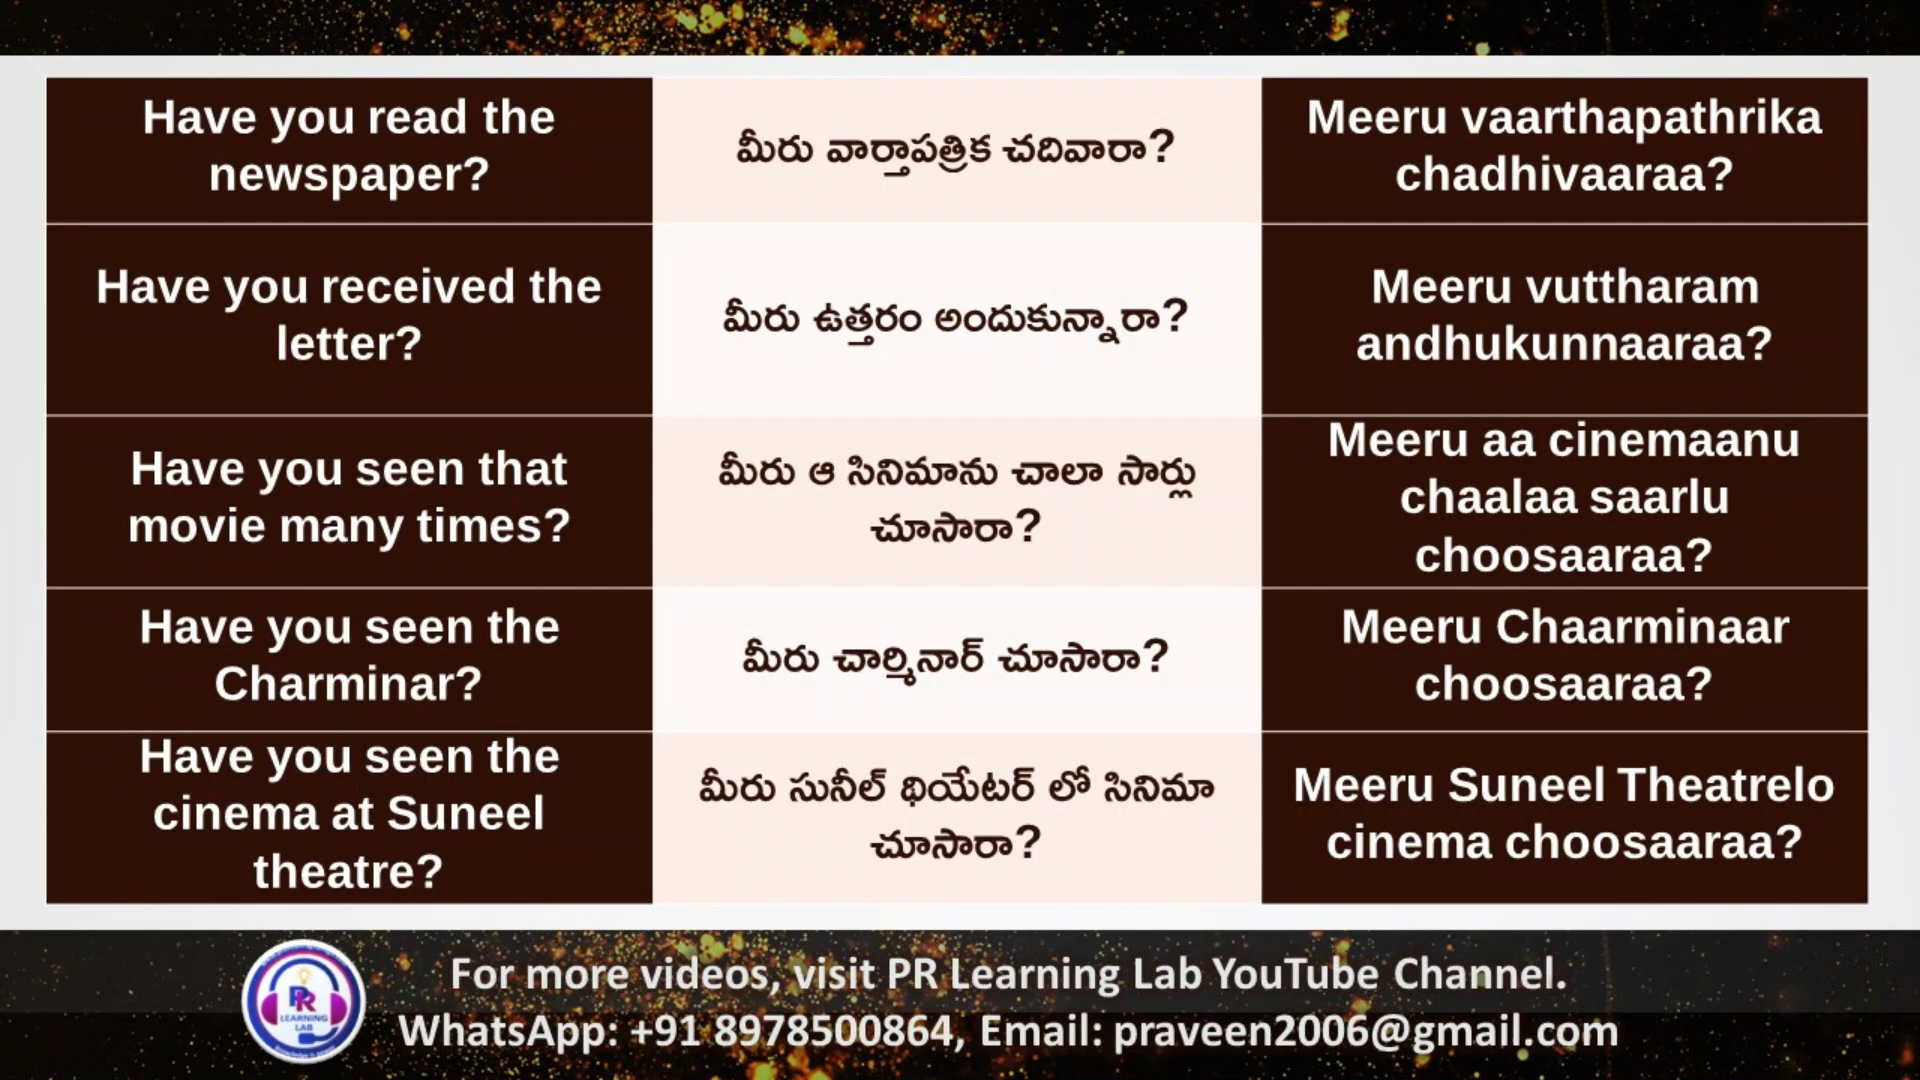 Have you read the
newspaper?
మీరు వార్తాపత్రిక చదివారా?
Meeru vaarthapathrika
chadhivaaraa?
Have you received the
letter?
మీరు ఉత్తరం అందుకున్నారా?
Meeru vuttharam
andhukunnaaraa?
Have you seen that
movie many times?
మీరు ఆ సినిమాను చాలా సార్లు
చూసారా?
Meeru aa cinemaanu
chaalaa saarlu
choosaaraa?
Have you seen the
Charminar?
మీరు చార్మినార్ చూసారా?
Meeru Chaarminaar
choosaaraa?
Have you seen the
cinema at Suneel
theatre?
మీరు సునీల్ థియేటర్ లో సినిమా
చూసారా?
Meeru Suneel Theatrelo
cinema choosaaraa?
PR
LEARNING
LAB
For more videos, visit PR Learning Lab YouTube Channel.
WhatsApp: +91 8978500864, Email: praveen2006@gmail.com